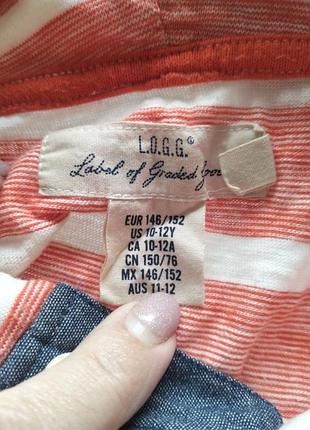 L.O.G.G.®
Label of Graded
EUR 146/152
US 10-12Y
CA 10-12A
CN 150/76
MX 146/152
AUS 11-12